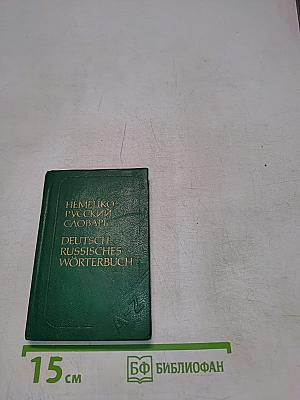 НЕМЕЦКО-
РУССКИЙ
СЛОВАРЬ
DEUTSCH-
RUSSISCHES
WÖRTERBUCH
15 см
БФ БИБЛИОФАН